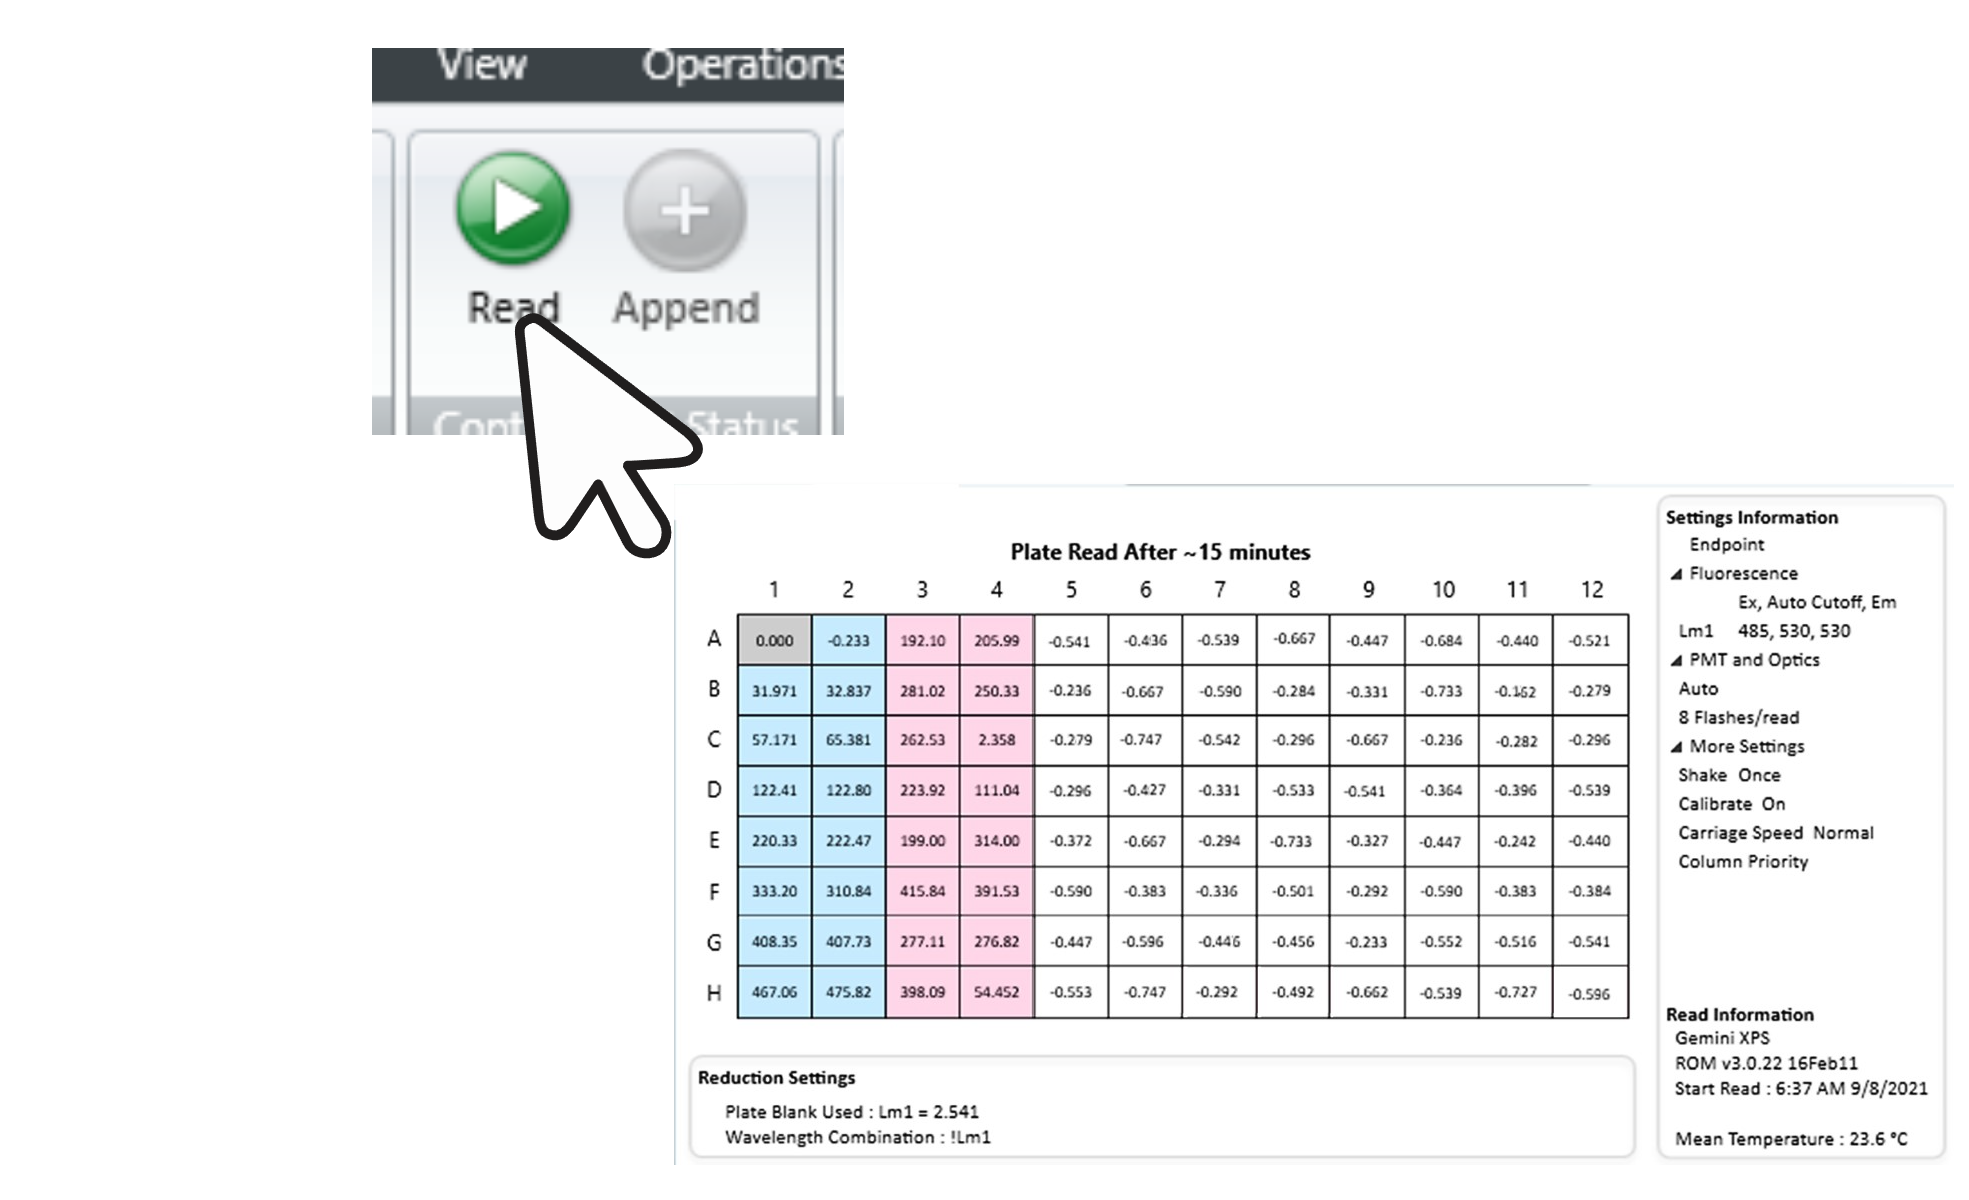 View Operations
Read Append
Status
Plate Read After ~15 minutes
1 2 3 4 5 6 7 8 9 10 11 12
A 0.000 -0.233 192.10 205.99 -0.541 -0.436 -0.539 -0.667 -0.447 -0.684 -0.440 -0.521
B 31.971 32.837 281.02 250.33 -0.236 -0.667 -0.590 -0.284 -0.331 -0.733 -0.162 -0.279
C 57.171 65.381 262.53 2.358 -0.279 -0.747 -0.542 -0.296 -0.667 -0.236 -0.282 -0.296
D 122.41 122.80 223.92 111.04 -0.296 -0.427 -0.331 -0.533 -0.541 -0.364 -0.396 -0.539
E 220.33 222.47 199.00 314.00 -0.372 -0.667 -0.294 -0.733 -0.327 -0.447 -0.242 -0.440
F 333.20 310.84 415.84 391.53 -0.590 -0.383 -0.336 -0.501 -0.292 -0.590 -0.383 -0.384
G 408.35 407.73 277.11 276.82 -0.447 -0.596 -0.446 -0.456 -0.233 -0.552 -0.516 -0.541
H 467.06 475.82 398.09 54.452 -0.553 -0.747 -0.292 -0.492 -0.662 -0.539 -0.727 -0.596
Reduction Settings
Plate Blank Used : Lm1 = 2.541
Wavelength Combination : !Lm1
Settings Information
Endpoint
Fluorescence
Ex, Auto Cutoff, Em
Lm1 485, 530, 530
PMT and Optics
Auto
8 Flashes/read
More Settings
Shake Once
Calibrate On
Carriage Speed Normal
Column Priority
Read Information
Gemini XPS
ROM v3.0.22 16Feb11
Start Read : 6:37 AM 9/8/2021
Mean Temperature : 23.6 °C